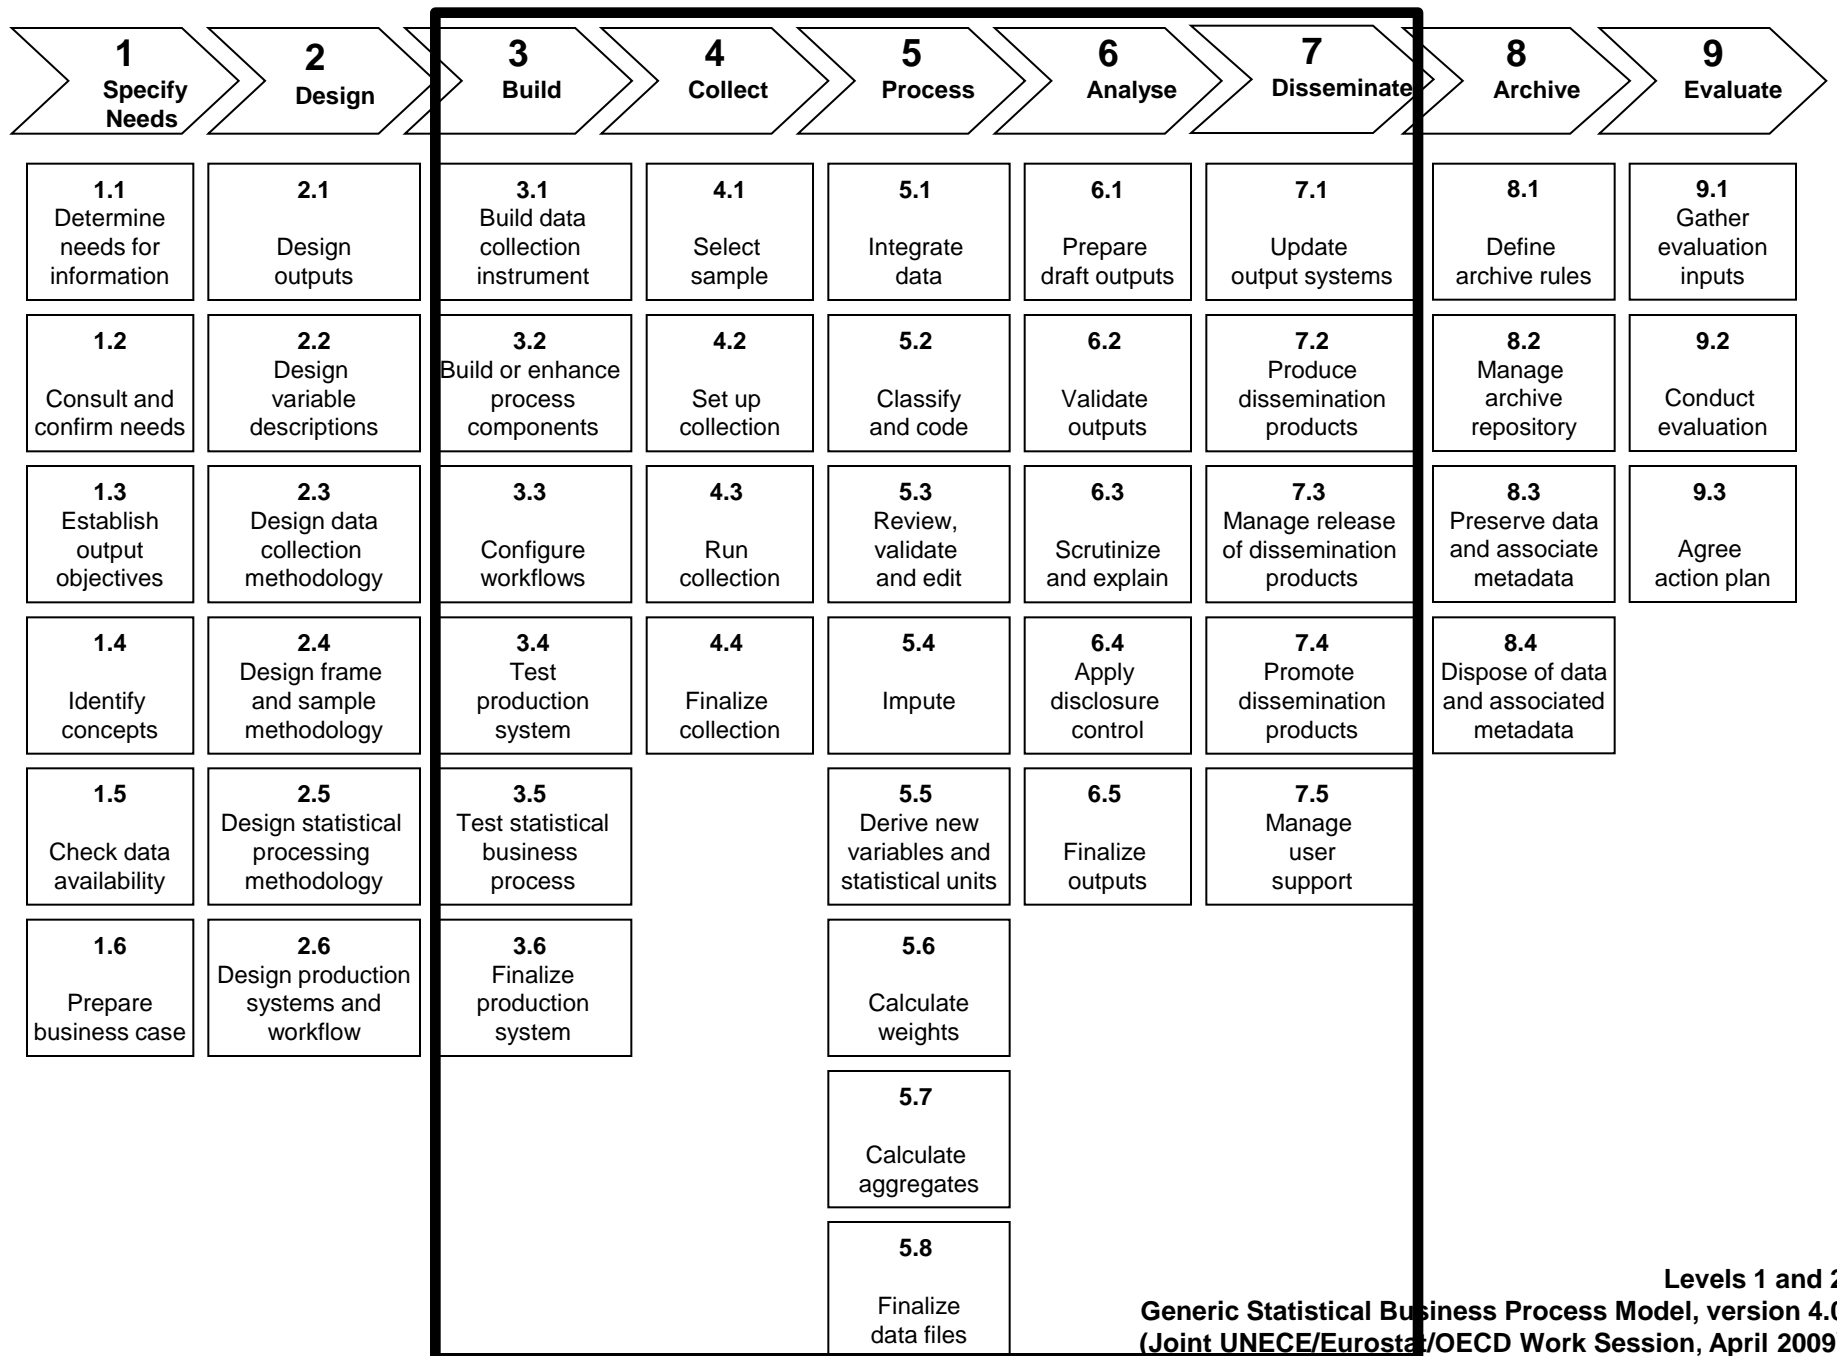 1
Specify
Needs
2
Design
3
Build
4
Collect
5
Process
6
Analyse
7
Disseminate
8
Archive
9
Evaluate
1.1
Determine
needs for
information
1.2
Consult and
confirm needs
1.3
Establish
output
objectives
1.4
Identify
concepts
1.5
Check data
availability
1.6
Prepare
business case
2.1
Design
outputs
2.2
Design
variable
descriptions
2.3
Design data
collection
methodology
2.4
Design frame
and sample
methodology
2.5
Design statistical
processing
methodology
2.6
Design production
systems and
workflow
3.1
Build data
collection
instrument
3.2
Build or enhance
process
components
3.3
Configure
workflows
3.4
Test
production
system
3.5
Test statistical
business
process
3.6
Finalize
production
system
4.1
Select
sample
4.2
Set up
collection
4.3
Run
collection
4.4
Finalize
collection
5.1
Integrate
data
5.2
Classify
and code
5.3
Review,
validate
and edit
5.4
Impute
5.5
Derive new
variables and
statistical units
5.6
Calculate
weights
5.7
Calculate
aggregates
5.8
Finalize
data files
6.1
Prepare
draft outputs
6.2
Validate
outputs
6.3
Scrutinize
and explain
6.4
Apply
disclosure
control
6.5
Finalize
outputs
7.1
Update
output systems
7.2
Produce
dissemination
products
7.3
Manage release
of dissemination
products
7.4
Promote
dissemination
products
7.5
Manage
user
support
8.1
Define
archive rules
8.2
Manage
archive
repository
8.3
Preserve data
and associate
metadata
8.4
Dispose of data
and associated
metadata
9.1
Gather
evaluation
inputs
9.2
Conduct
evaluation
9.3
Agree
action plan
Levels 1 and 2
Generic Statistical Business Process Model, version 4.0
(Joint UNECE/Eurostat/OECD Work Session, April 2009)